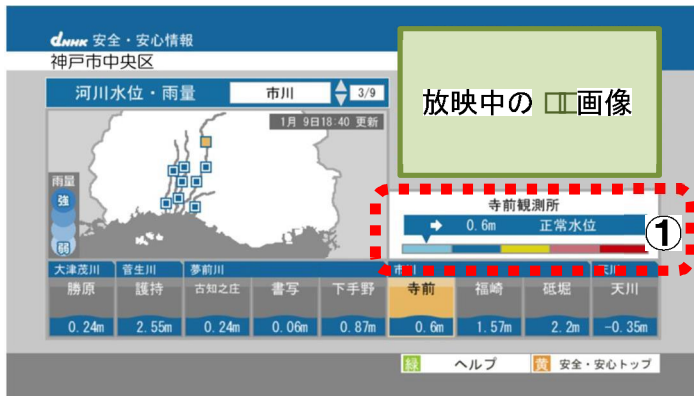 dNHK 安全・安心情報
神戸市中央区
河川水位・雨量 市川 3/9
1月 9日18:40 更新
放映中の 画像
雨量
強
弱
寺前観測所
0.6m 正常水位
①
大津茂川 菅生川 夢前川 市川 天川
勝原 護持 古知之庄 書写 下手野 寺前 福崎 砥堀 天川
0.24m 2.55m 0.24m 0.06m 0.87m 0.6m 1.57m 2.2m -0.35m
緑 ヘルプ 黄 安全・安心トップ